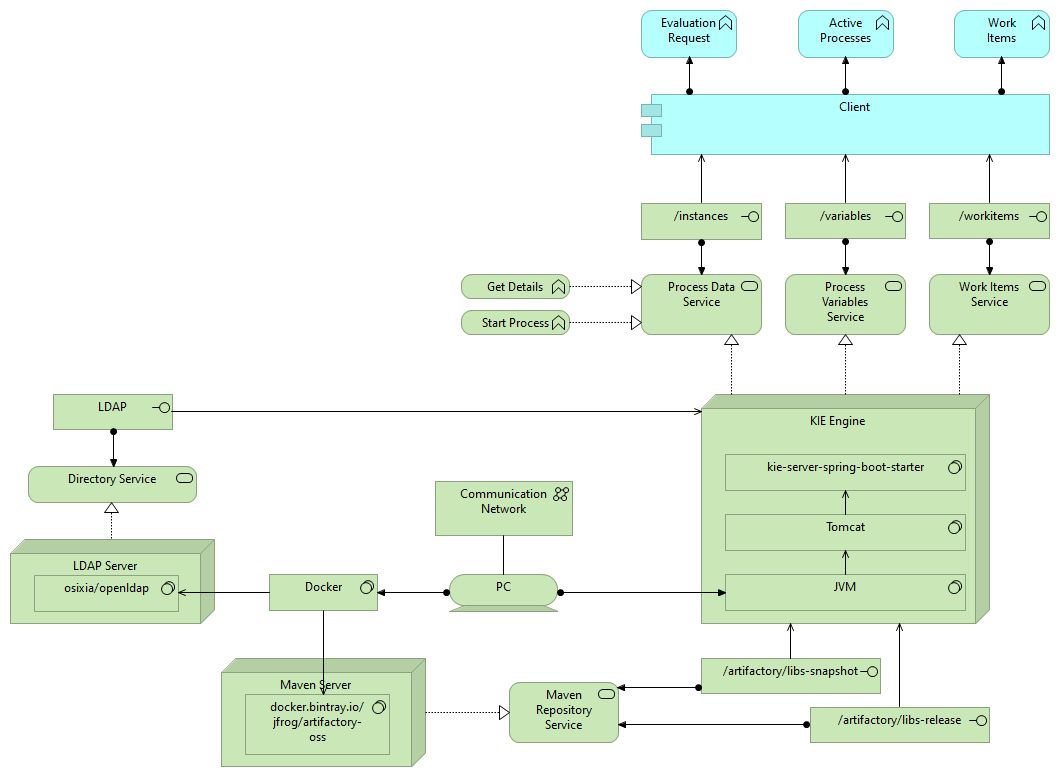 Evaluation
Request
Active
Processes
Work
Items
Client
/instances
/variables
/workitems
Get Details
Start Process
Process Data
Service
Process
Variables
Service
Work Items
Service
LDAP
Directory Service
LDAP Server
osixia/openldap
Communication
Network
Docker
PC
KIE Engine
kie-server-spring-boot-starter
Tomcat
JVM
Maven Server
docker.bintray.io/
jfrog/artifactory-
oss
Maven
Repository
Service
/artifactory/libs-snapshot
/artifactory/libs-release